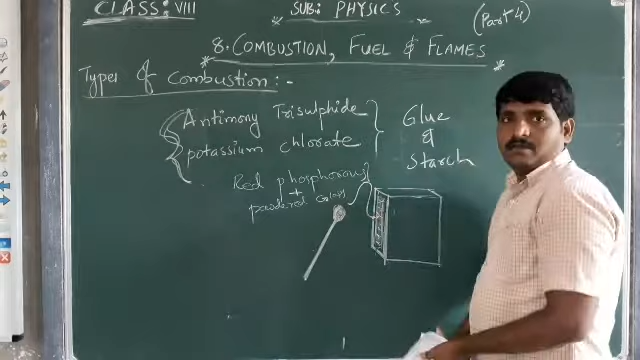 CLASS: VIII
SUB: PHYSICS
(Part 4)
8. COMBUSTION, FUEL & FLAMES
Types of Combustion:-
Antimony Trisulphide
potassium chlorate
Glue
&
Starch
Red phosphorous
+
powdered Glass